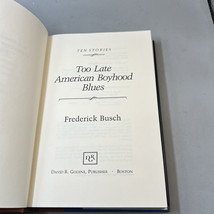 TEN STORIES
Too Late
American Boyhood
Blues
Frederick Busch
DAVID R. GODINE, PUBLISHER • BOSTON